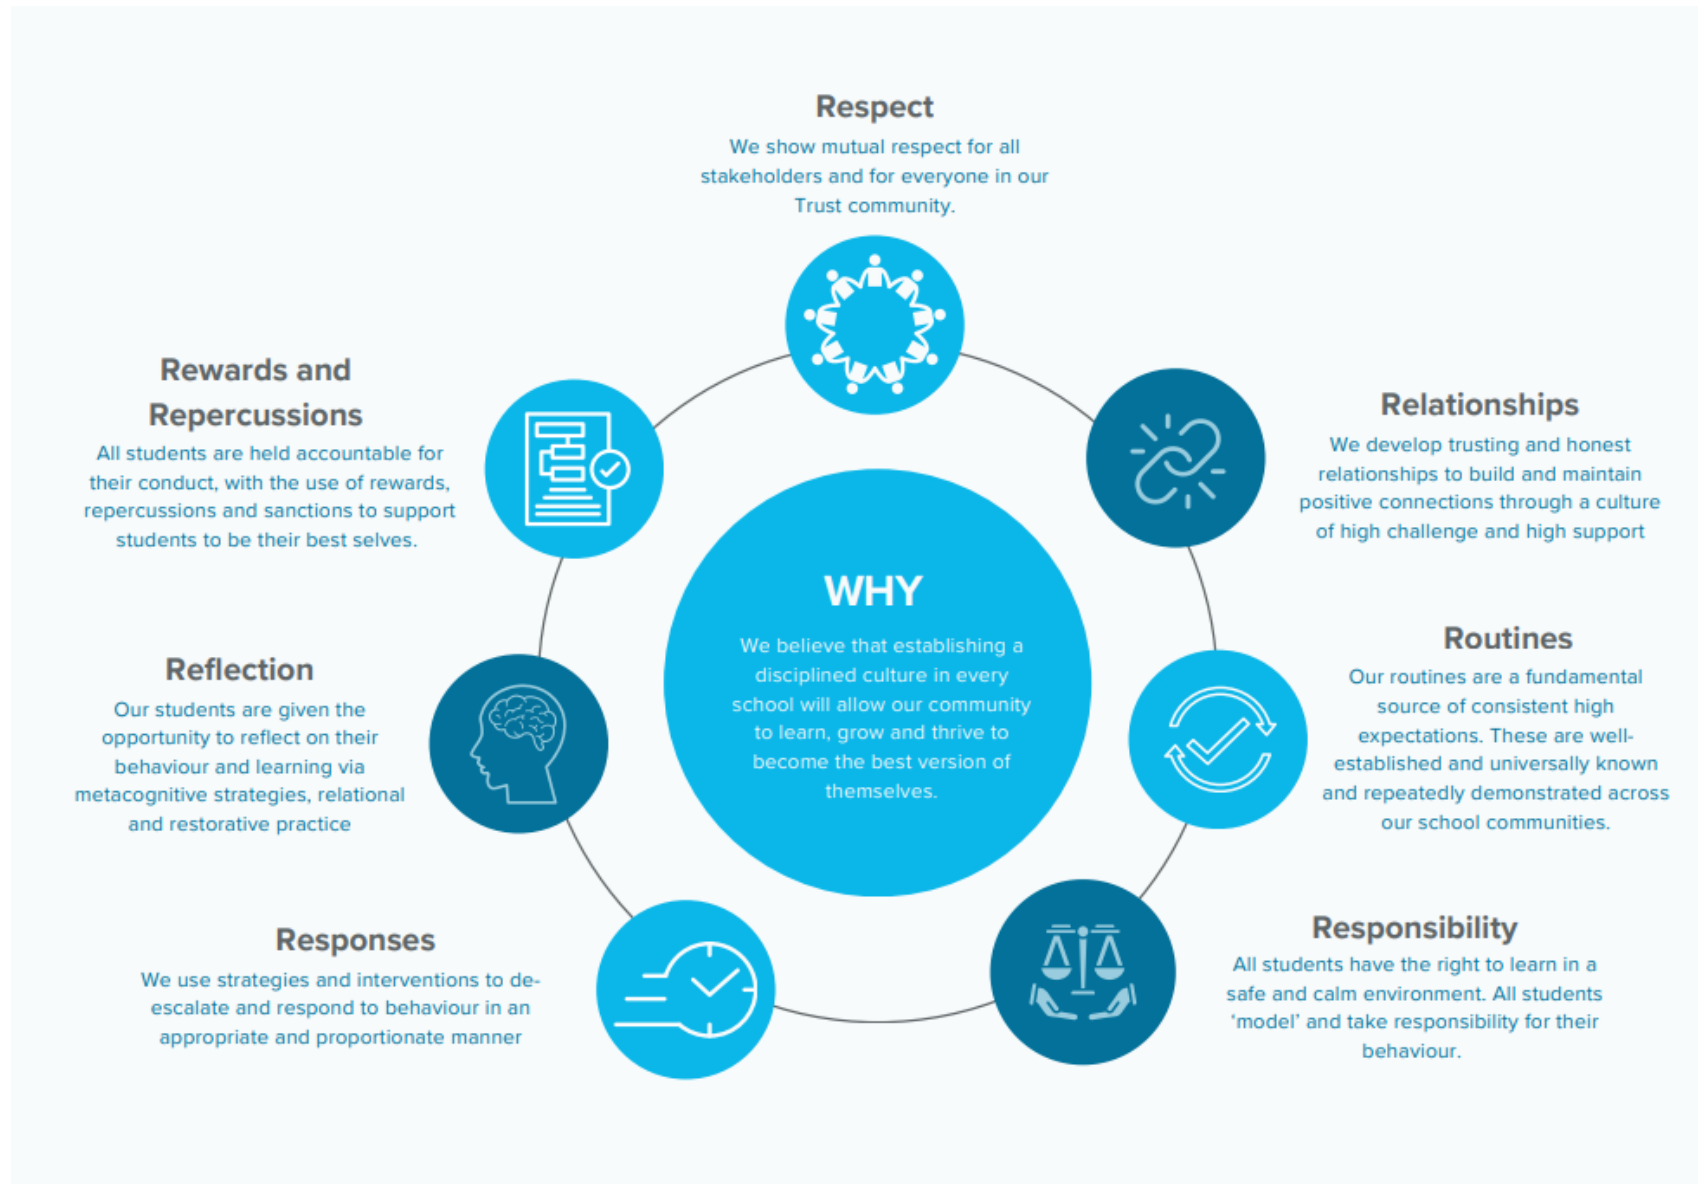 Respect
We show mutual respect for all
stakeholders and for everyone in our
Trust community.
Relationships
We develop trusting and honest
relationships to build and maintain
positive connections through a culture
of high challenge and high support
Routines
Our routines are a fundamental
source of consistent high
expectations. These are well-
established and universally known
and repeatedly demonstrated across
our school communities.
Responsibility
All students have the right to learn in a
safe and calm environment. All students
‘model’ and take responsibility for their
behaviour.
Responses
We use strategies and interventions to de-
escalate and respond to behaviour in an
appropriate and proportionate manner
Reflection
Our students are given the
opportunity to reflect on their
behaviour and learning via
metacognitive strategies, relational
and restorative practice
Rewards and
Repercussions
All students are held accountable for
their conduct, with the use of rewards,
repercussions and sanctions to support
students to be their best selves.
WHY
We believe that establishing a
disciplined culture in every
school will allow our community
to learn, grow and thrive to
become the best version of
themselves.